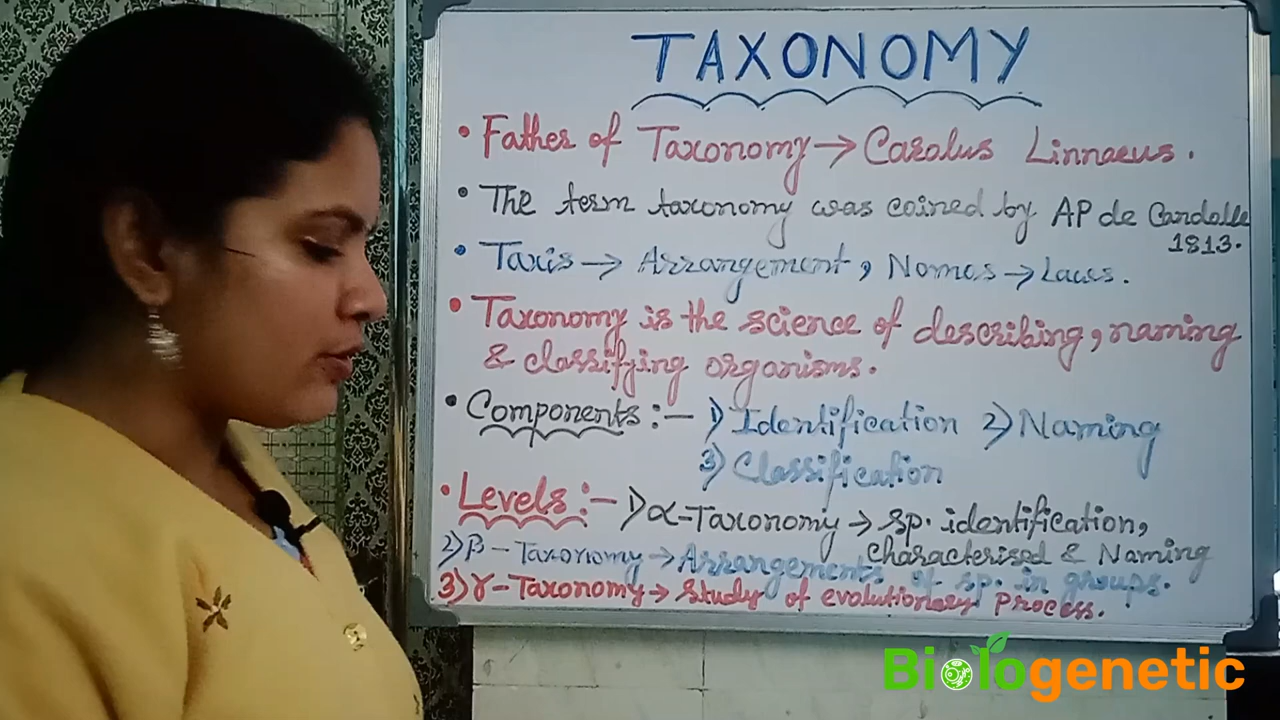 TAXONOMY
• Father of Taxonomy → Carolus Linnaeus.
• The term taxonomy was coined by AP de Candolle
1813.
• Taxis → Arrangement, Nomos → Laws.
• Taxonomy is the science of describing, naming
& classifying organisms.
• Components :- 1) Identification 2) Naming
3) Classification
• Levels :- 1) α-Taxonomy → sp. identification,
characterised & Naming
2) β-Taxonomy → Arrangements of sp. in groups.
3) γ-Taxonomy → Study of evolutionary Process.
Biologenetic